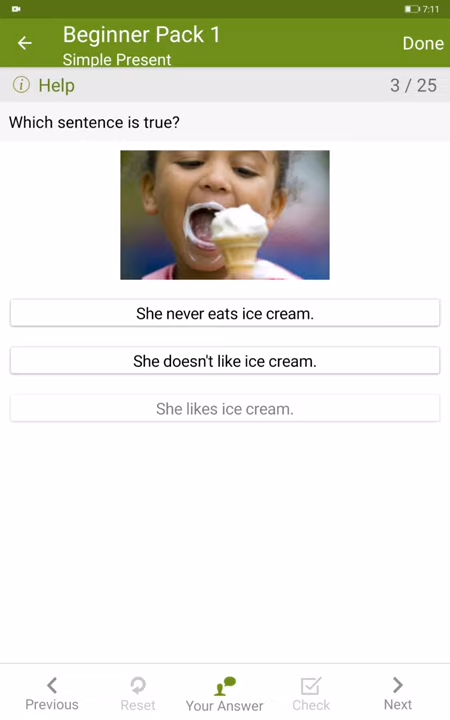 7:11
Beginner Pack 1
Simple Present
Done
Help
3 / 25
Which sentence is true?
She never eats ice cream.
She doesn't like ice cream.
She likes ice cream.
Previous
Reset
Your Answer
Check
Next